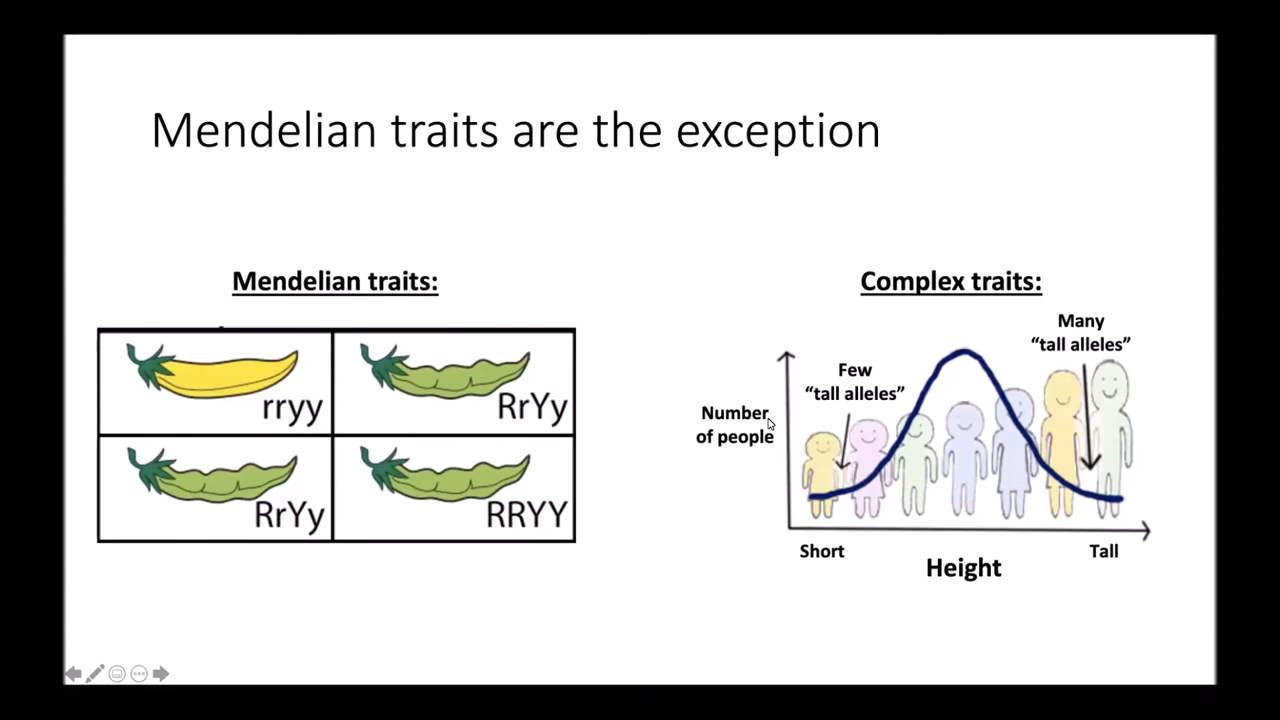 Mendelian traits are the exception
Mendelian traits:
rryy
RrYy
RrYy
RRYY
Complex traits:
Many
“tall alleles”
Few
“tall alleles”
Number
of people
Short
Tall
Height